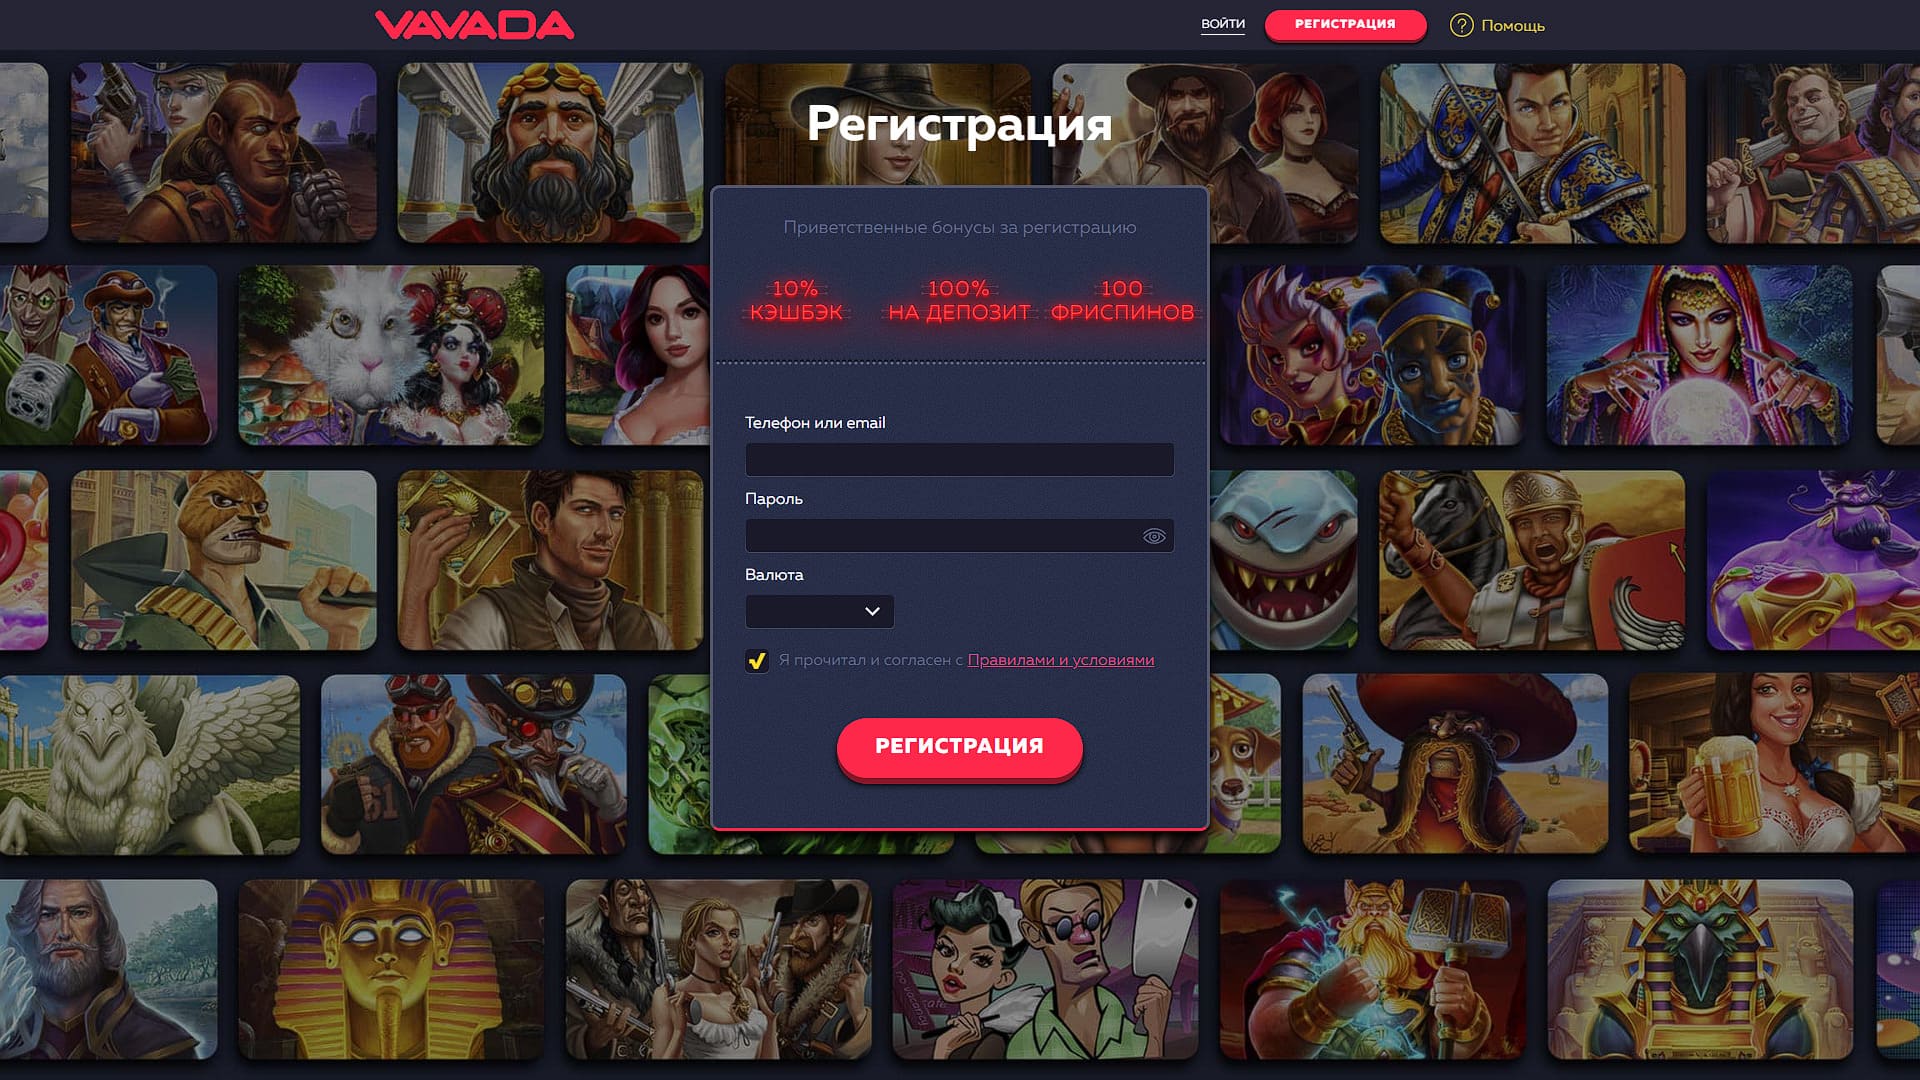 VAVADA
ВОЙТИ
РЕГИСТРАЦИЯ
? Помощь
Регистрация
Приветственные бонусы за регистрацию
10%
КЭШБЭК
100%
НА ДЕПОЗИТ
100
ФРИСПИНОВ
Телефон или email
Пароль
Валюта
Я прочитал и согласен с Правилами и условиями
РЕГИСТРАЦИЯ